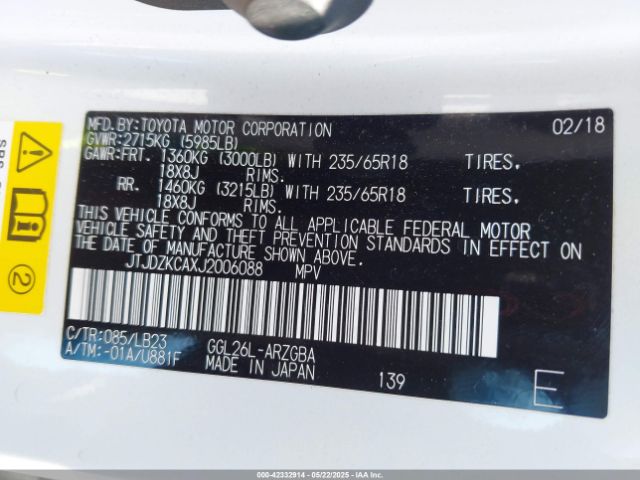 MFD.BY:TOYOTA MOTOR CORPORATION 02/18
GVWR:2715KG (5985LB)
GAWR:FRT. 1360KG (3000LB) WITH 235/65R18 TIRES.
18X8J RIMS.
RR. 1460KG (3215LB) WITH 235/65R18 TIRES.
18X8J RIMS.
THIS VEHICLE CONFORMS TO ALL APPLICABLE FEDERAL MOTOR
VEHICLE SAFETY AND THEFT PREVENTION STANDARDS IN EFFECT ON
THE DATE OF MANUFACTURE SHOWN ABOVE.
JTJDZKCAXJ2006088 MPV
C/TR:085/LB23 GGL26L-ARZGBA
A/TM:-01A/U881F MADE IN JAPAN 139 E
2
000-42332914 - 05/22/2025 - IAAI.COM